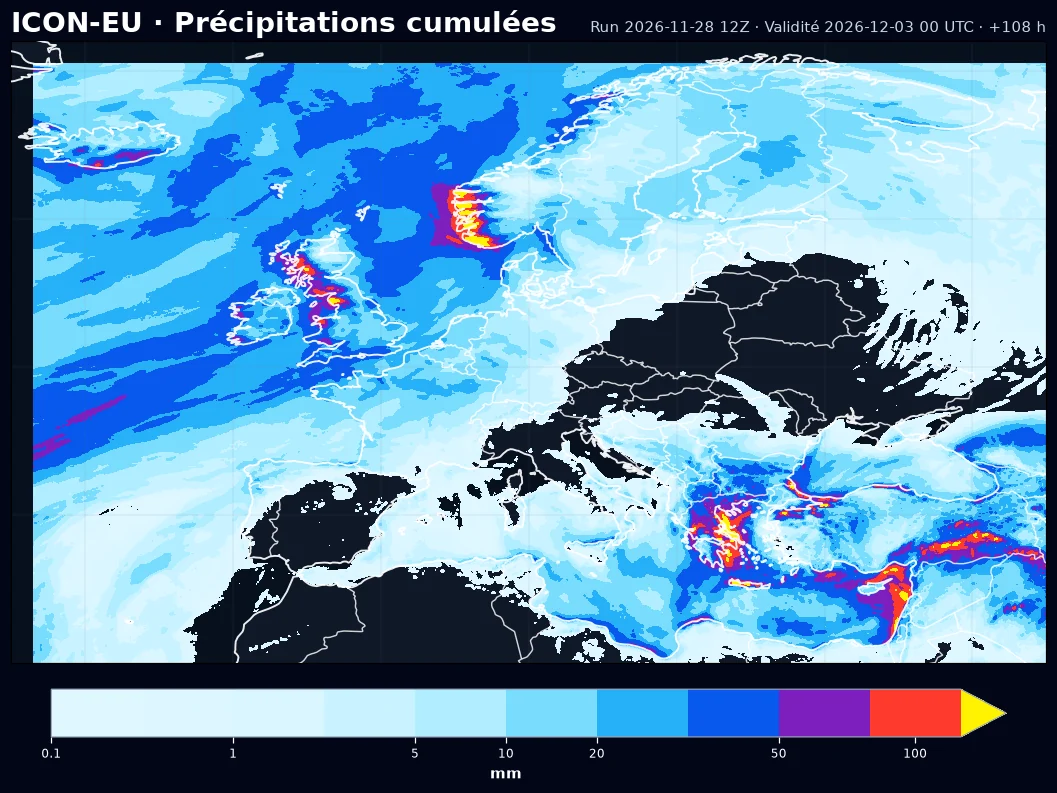 ICON-EU · Précipitations cumulées
Run 2026-11-28 12Z · Validité 2026-12-03 00 UTC · +108 h
0.1 1 5 10 20 50 100
mm